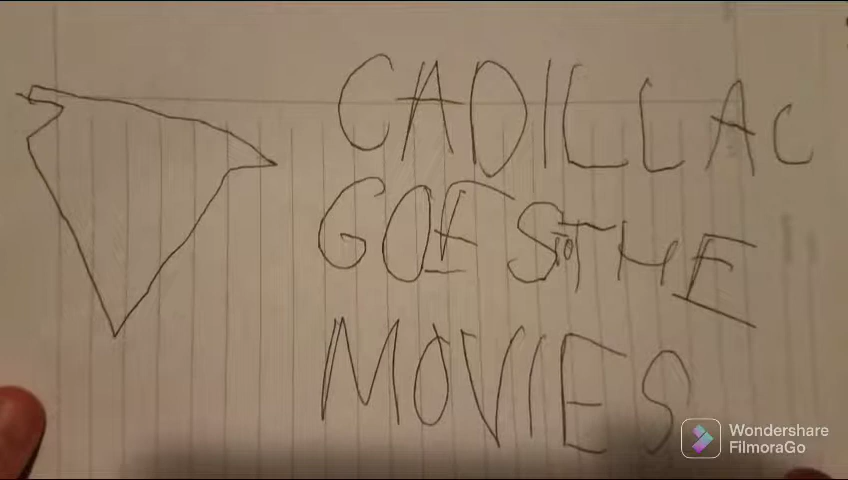 CADILLAC
GOES TO THE
MOVIES
Wondershare
FilmoraGo